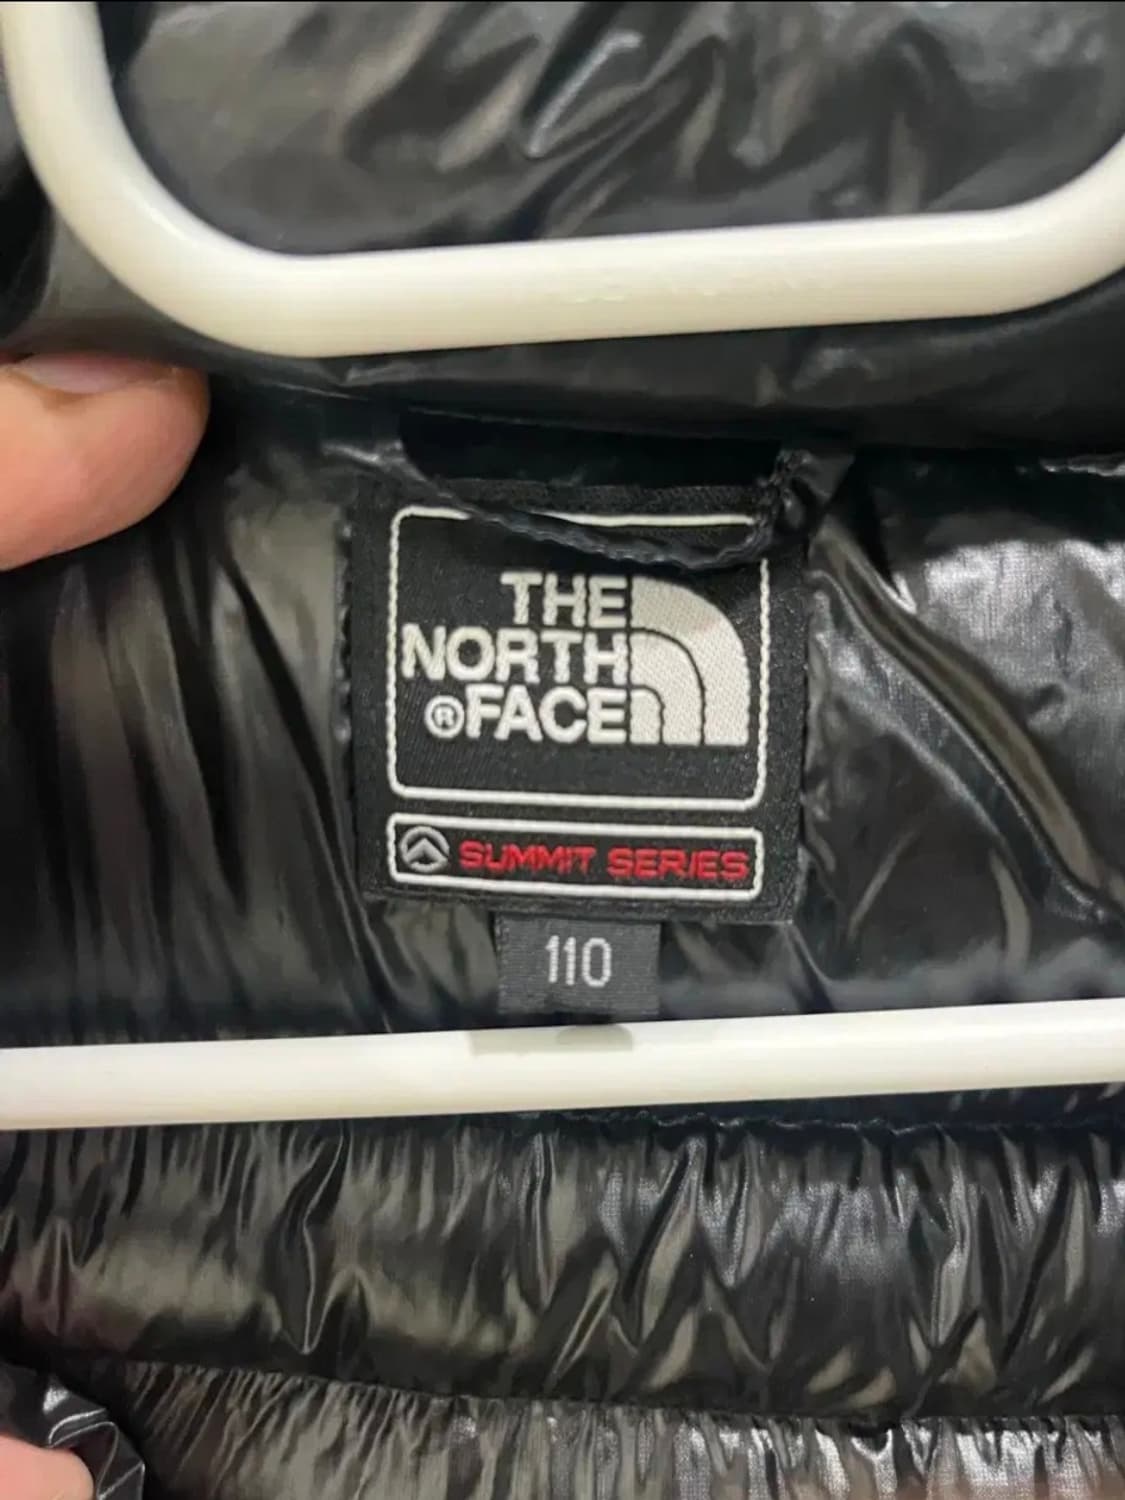 THE
NORTH
®FACE
SUMMIT SERIES
110